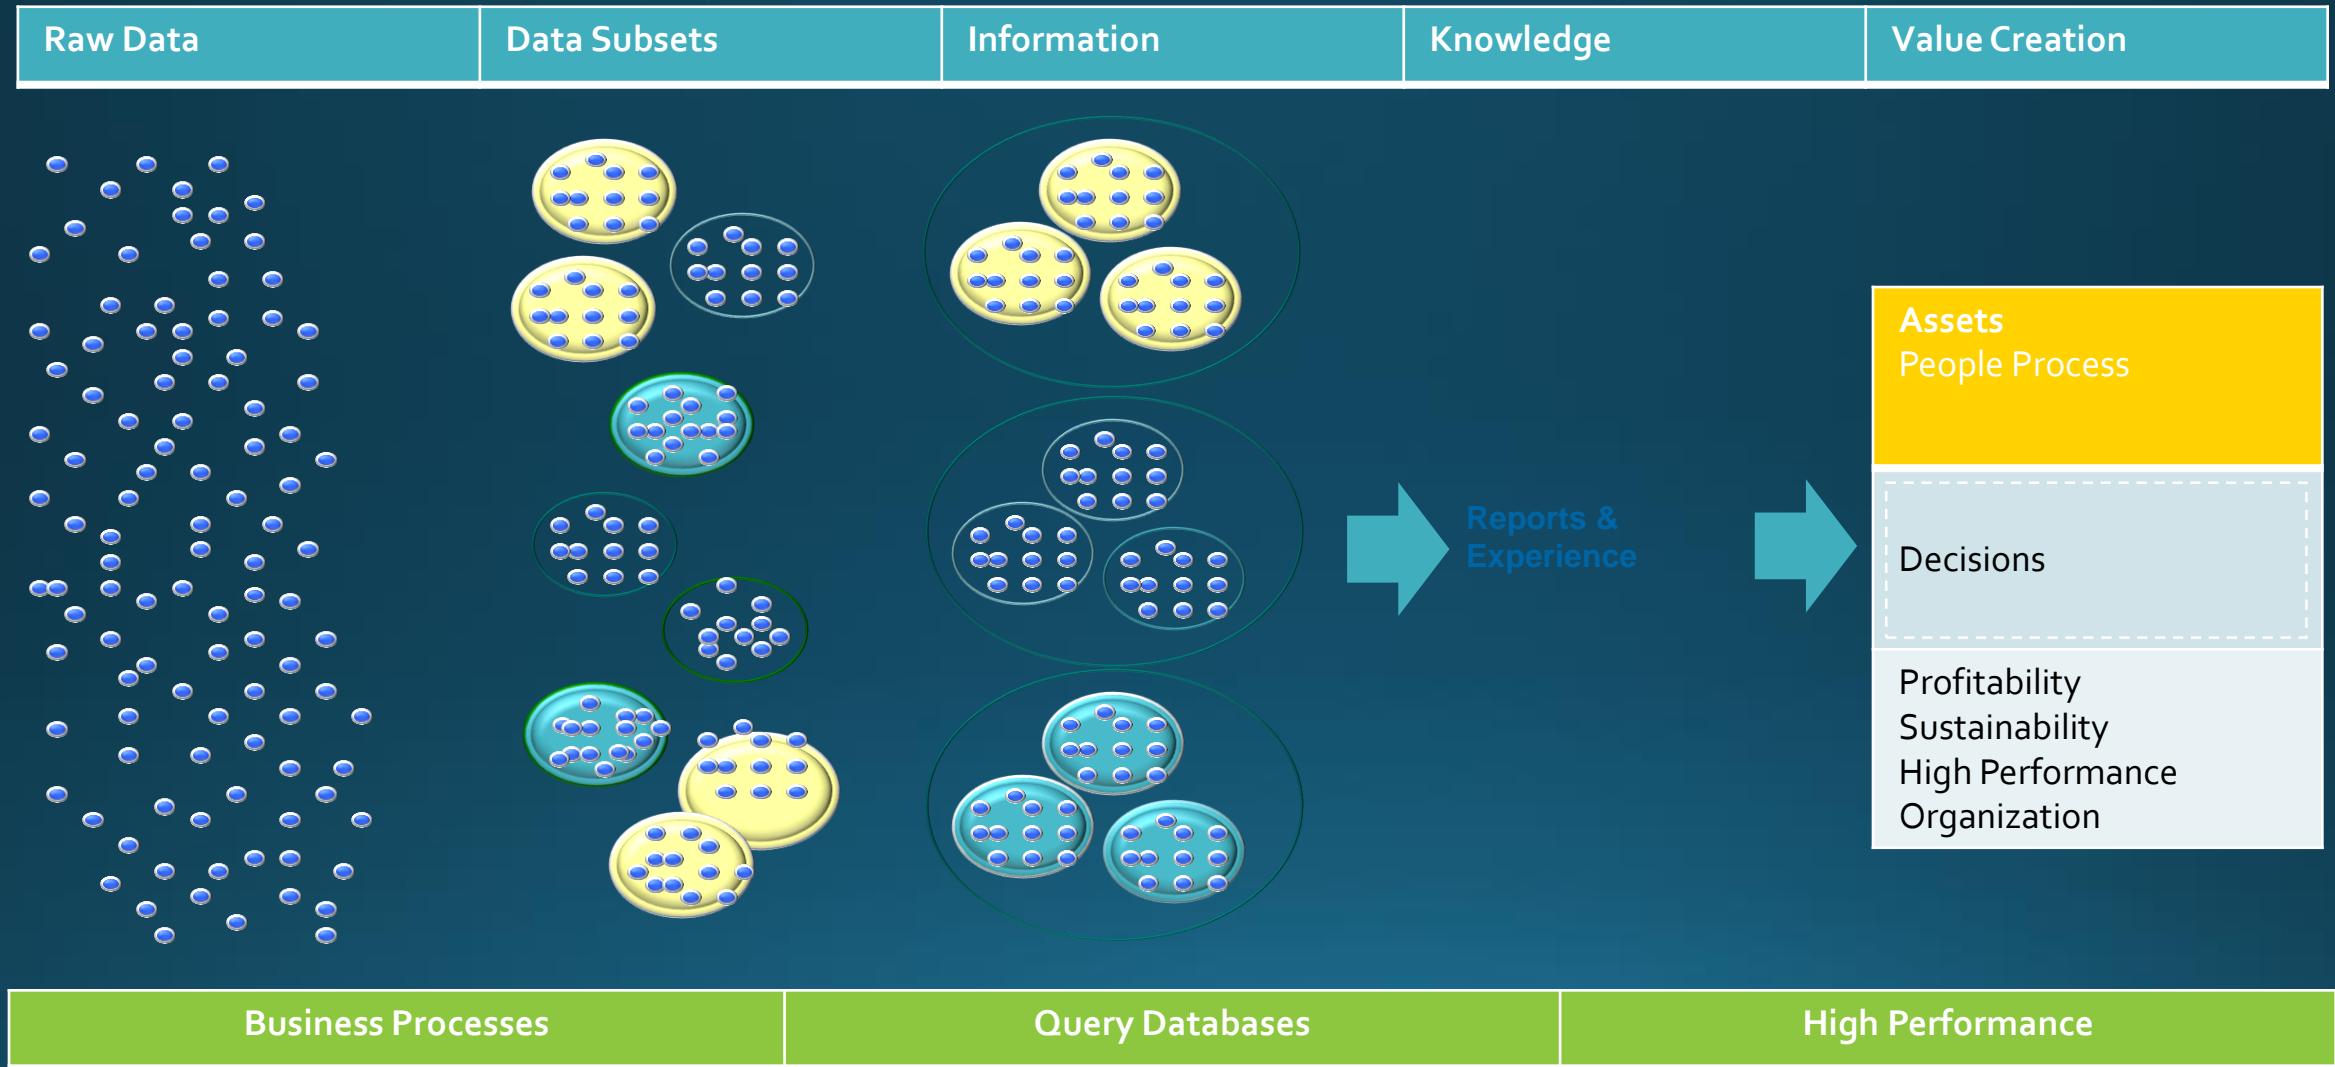 Raw Data
Data Subsets
Information
Knowledge
Value Creation
Reports &
Experience
Assets
People Process
Decisions
Profitability
Sustainability
High Performance
Organization
Business Processes
Query Databases
High Performance